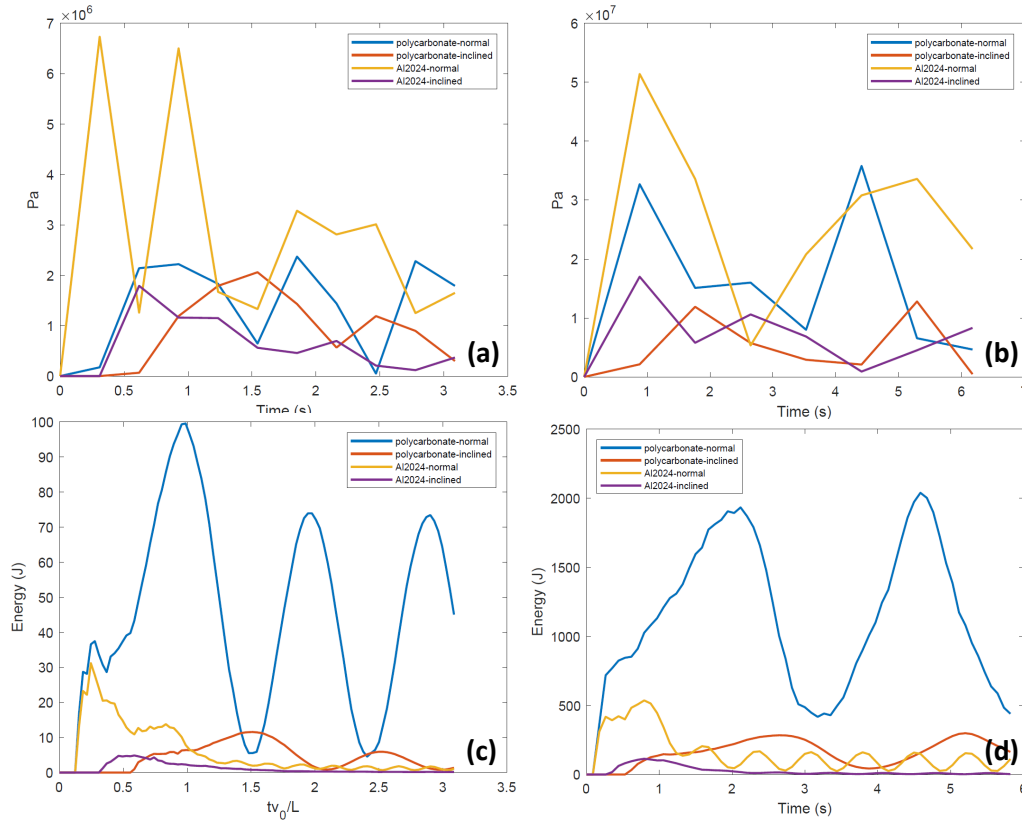 ×10⁶
7
6
5
4
3
2
1
0
Pa
0 0.5 1 1.5 2 2.5 3 3.5
Time (s)
polycarbonate-normal
polycarbonate-inclined
Al2024-normal
Al2024-inclined
(a)
×10⁷
6
5
4
3
2
1
0
Pa
0 1 2 3 4 5 6 7
Time (s)
polycarbonate-normal
polycarbonate-inclined
Al2024-normal
Al2024-inclined
(b)
100
90
80
70
60
50
40
30
20
10
0
Energy (J)
0 0.5 1 1.5 2 2.5 3 3.5
tv₀/L
polycarbonate-normal
polycarbonate-inclined
Al2024-normal
Al2024-inclined
(c)
2500
2000
1500
1000
500
0
Energy (J)
0 1 2 3 4 5 6
Time (s)
polycarbonate-normal
polycarbonate-inclined
Al2024-normal
Al2024-inclined
(d)